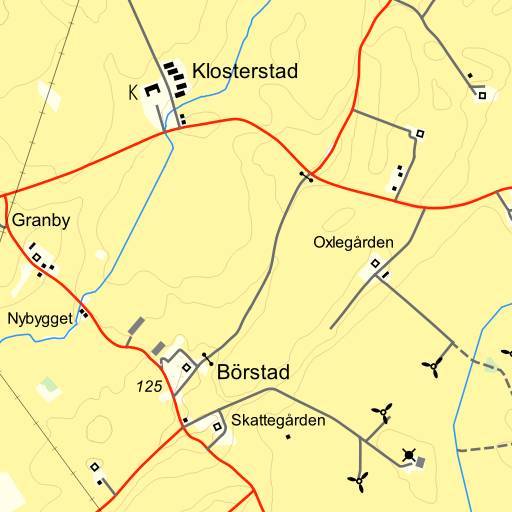 Klosterstad
K
Granby
Oxlegården
Nybygget
Börstad
125
Skattegården